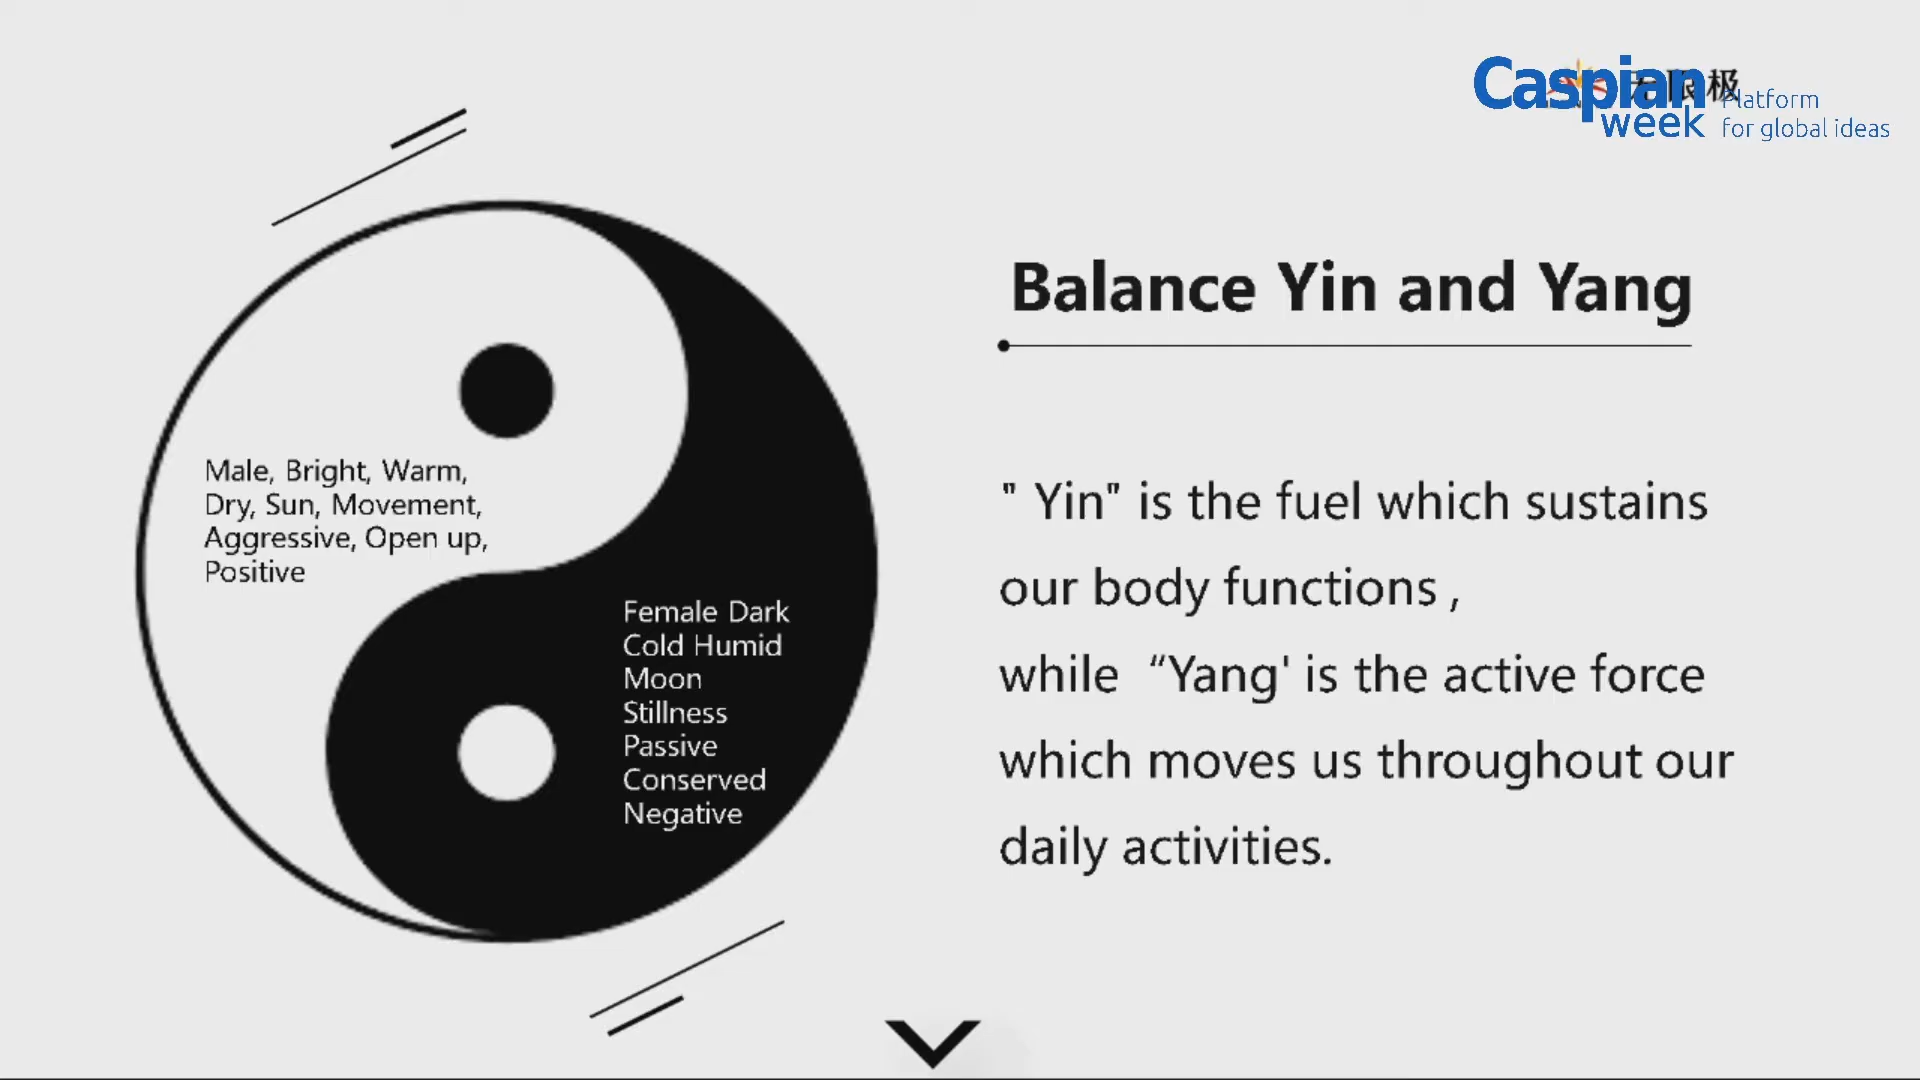 Caspian
week
Platform
for global ideas
极
Balance Yin and Yang
Male, Bright, Warm,
Dry, Sun, Movement,
Aggressive, Open up,
Positive
Female Dark
Cold Humid
Moon
Stillness
Passive
Conserved
Negative
" Yin" is the fuel which sustains
our body functions ,
while “Yang' is the active force
which moves us throughout our
daily activities.